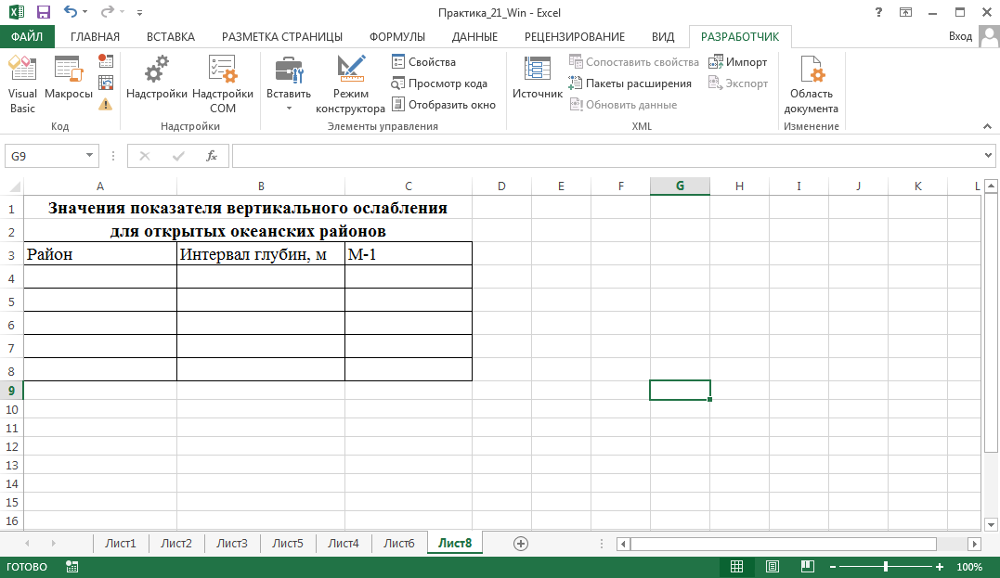 Практика_21_Win - Excel
ФАЙЛ ГЛАВНАЯ ВСТАВКА РАЗМЕТКА СТРАНИЦЫ ФОРМУЛЫ ДАННЫЕ РЕЦЕНЗИРОВАНИЕ ВИД РАЗРАБОТЧИК Вход
Visual Basic
Макросы
Код
Надстройки
Надстройки COM
Надстройки
Вставить
Режим конструктора
Свойства
Просмотр кода
Отобразить окно
Элементы управления
Источник
Сопоставить свойства
Пакеты расширения
Обновить данные
Импорт
Экспорт
XML
Область документа
Изменение
G9
fx
A B C D E F G H I J K L
1 Значения показателя вертикального ослабления
2 для открытых океанских районов
3 Район Интервал глубин, м М-1
4
5
6
7
8
9
10
11
12
13
14
15
16
Лист1 Лист2 Лист3 Лист5 Лист4 Лист6 Лист8
ГОТОВО 100%